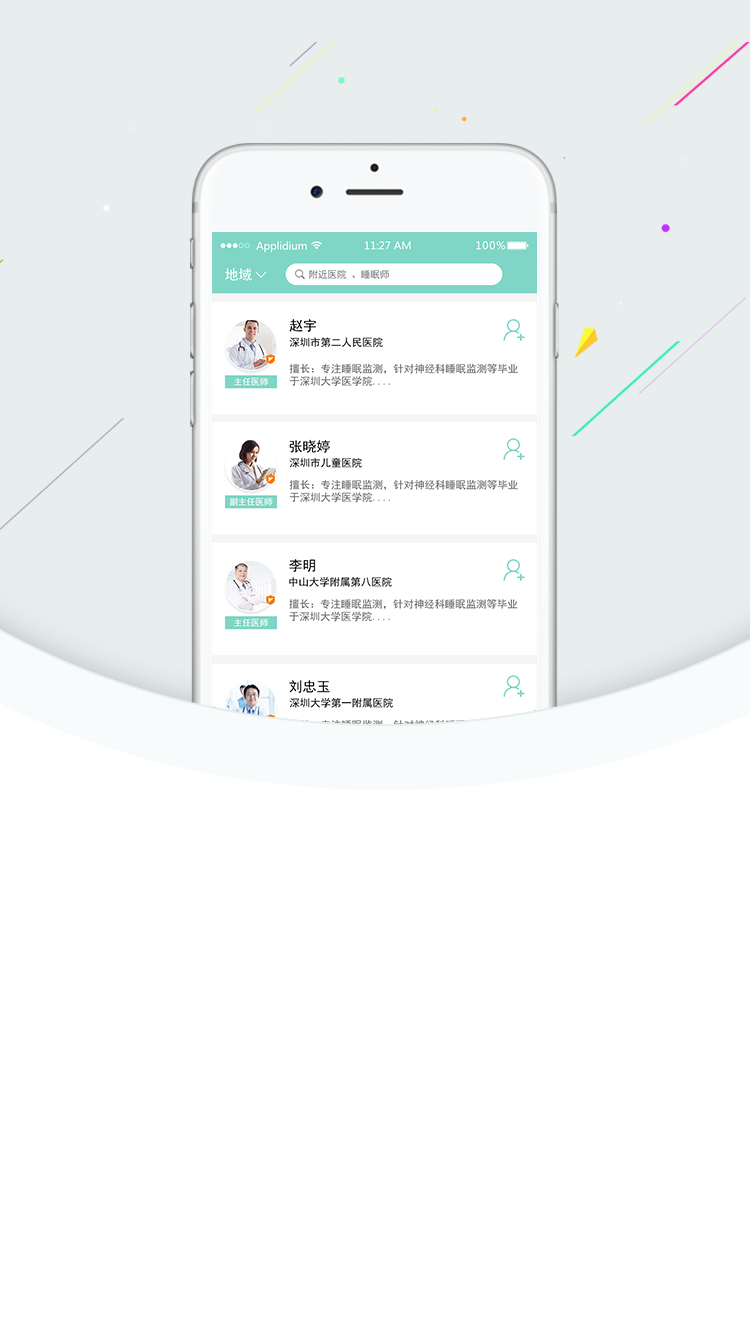 Applidium 11:27 AM 100%
地域 附近医院 、睡眠师
赵宇
深圳市第二人民医院
擅长：专注睡眠监测，针对神经科睡眠监测等毕业
于深圳大学医学院....
主任医师
张晓婷
深圳市儿童医院
擅长：专注睡眠监测，针对神经科睡眠监测等毕业
于深圳大学医学院....
副主任医师
李明
中山大学附属第八医院
擅长：专注睡眠监测，针对神经科睡眠监测等毕业
于深圳大学医学院....
主任医师
刘忠玉
深圳大学第一附属医院